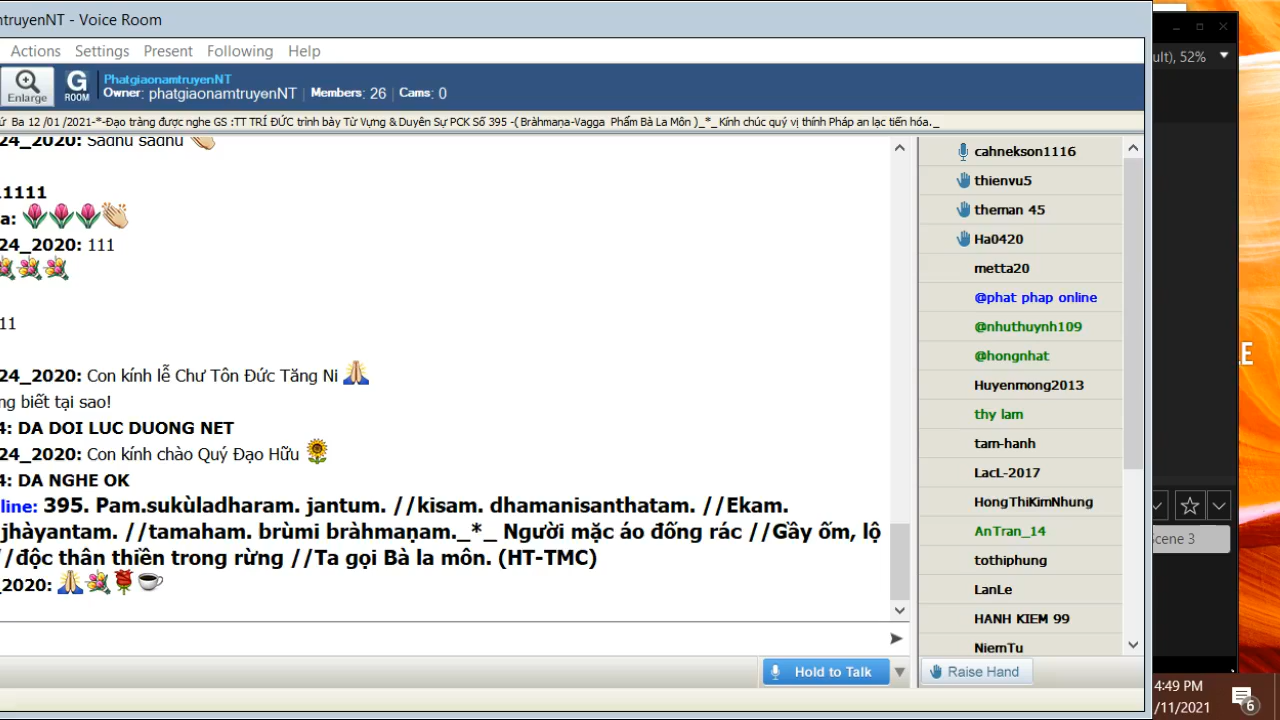 mtruyenNT - Voice Room
Actions Settings Present Following Help
ult), 52%
Enlarge
G
ROOM
PhatgiaonamtruyenNT
Owner: phatgiaonamtruyenNT | Members: 26 | Cams: 0
ứ Ba 12 /01 /2021-*-Đạo tràng được nghe GS :TT TRÍ ĐỨC trình bày Từ Vựng & Duyên Sự PCK Số 395 -( Bràhmaṇa-Vagga Phẩm Bà La Môn )_*_Kính chúc quý vị thính Pháp an lạc tiến hóa._
24_2020: Sadhu sadhu
11111
a:
24_2020: 111
11
24_2020: Con kính lễ Chư Tôn Đức Tăng Ni
ng biết tại sao!
4: DA DOI LUC DUONG NET
24_2020: Con kính chào Quý Đạo Hữu
4: DA NGHE OK
line: 395. Pam.sukùladharam. jantum. //kisam. dhamanisanthatam. //Ekam.
jhàyantam. //tamaham. brùmi bràhmaṇam._*_ Người mặc áo đống rác //Gầy ốm, lộ
//độc thân thiền trong rừng //Ta gọi Bà la môn. (HT-TMC)
_2020:
cahnekson1116
thienvu5
theman 45
Ha0420
metta20
@phat phap online
@nhuthuynh109
@hongnhat
Huyenmong2013
thy lam
tam-hanh
LacL-2017
HongThiKimNhung
AnTran_14
tothiphung
LanLe
HANH KIEM 99
NiemTu
Hold to Talk
Raise Hand
LE
cene 3
4:49 PM
/11/2021
6